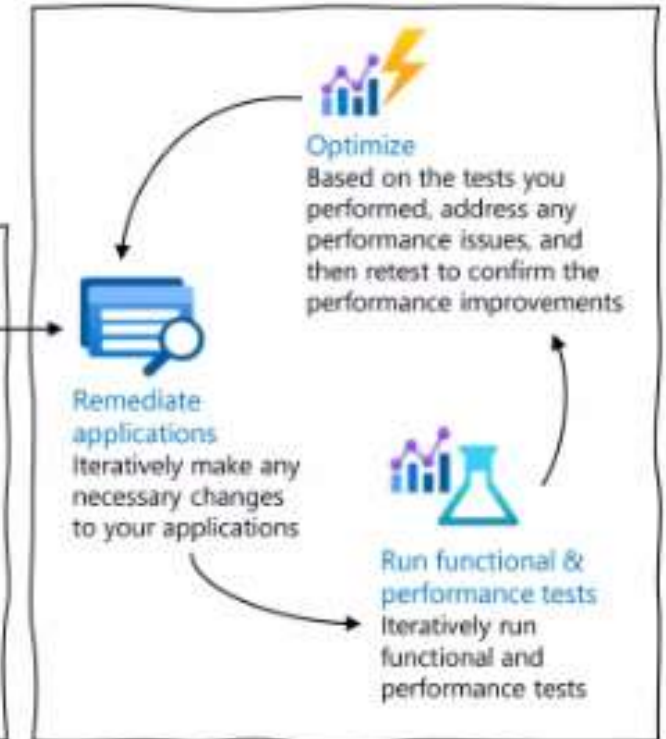 Optimize
Based on the tests you
performed, address any
performance issues, and
then retest to confirm the
performance improvements
Remediate
applications
Iteratively make any
necessary changes
to your applications
Run functional &
performance tests
Iteratively run
functional and
performance tests